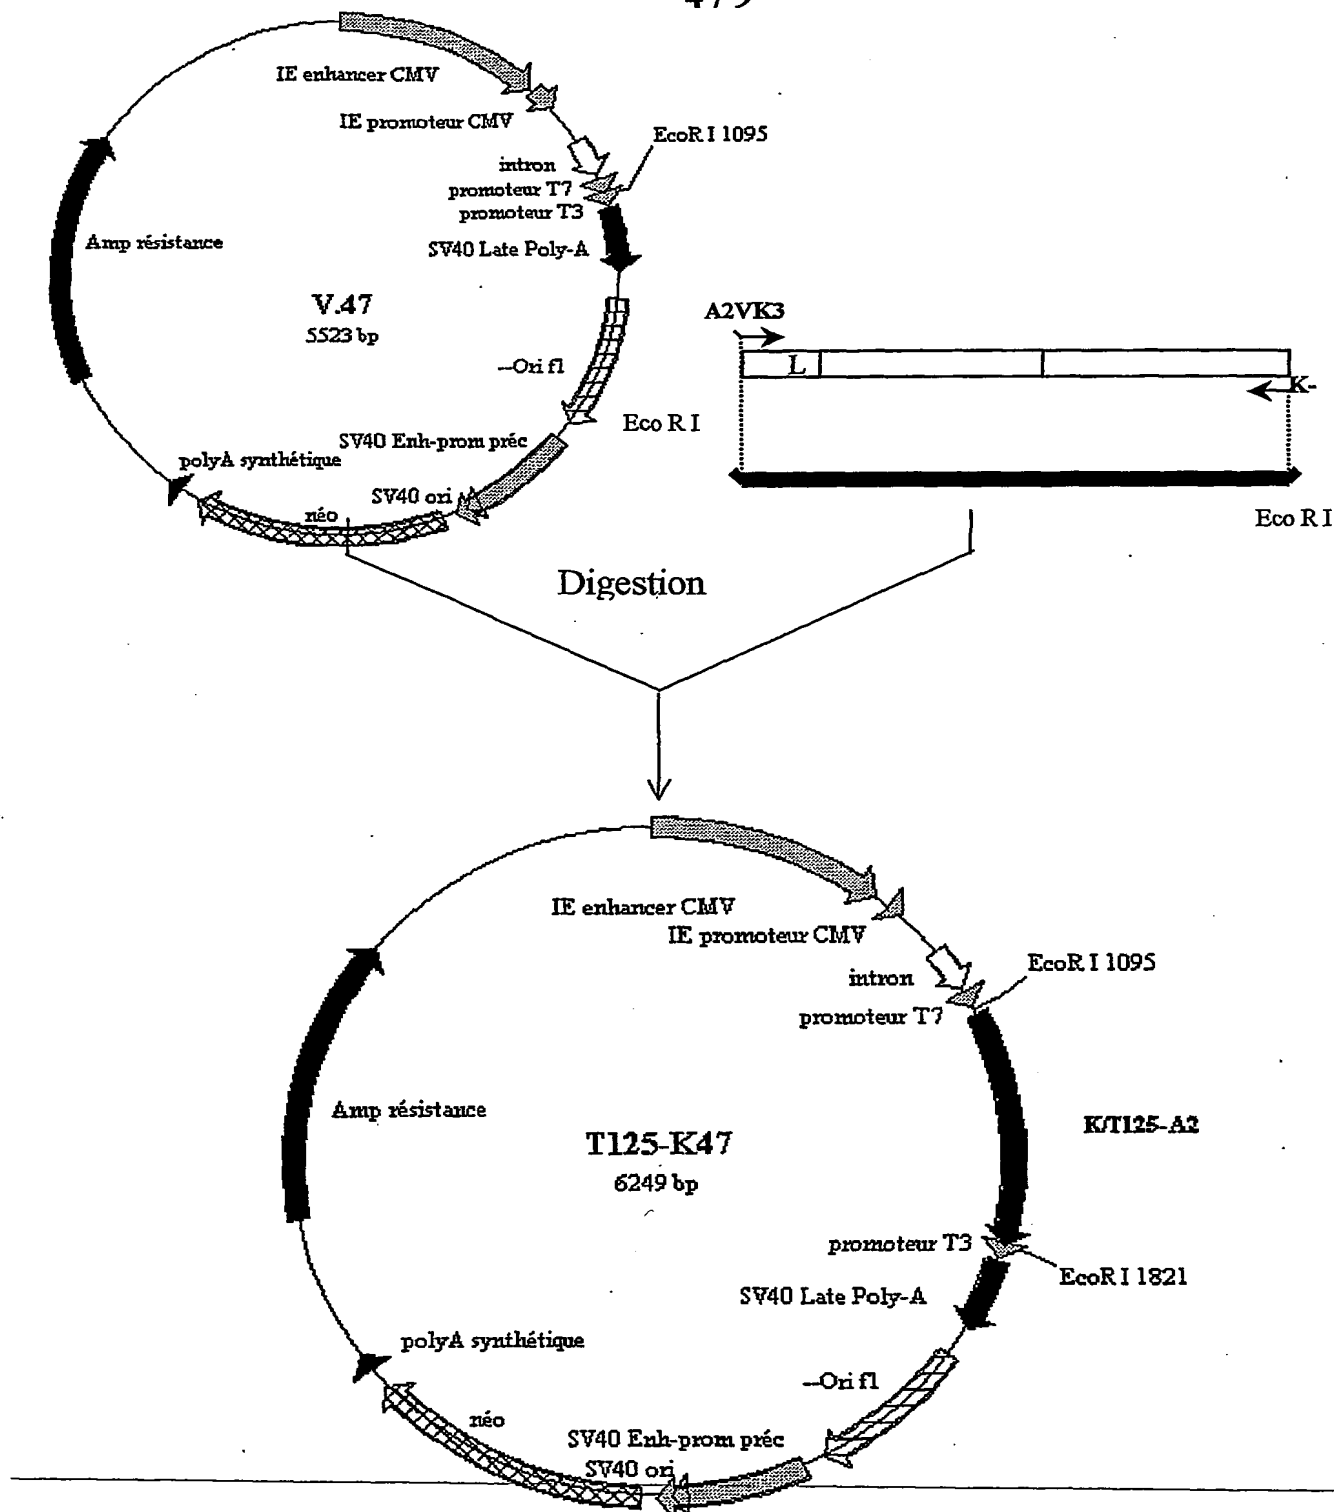 IE enhancer CMV
IE promoteur CMV
EcoR I 1095
intron
promoteur T7
promoteur T3
SV40 Late Poly-A
Amp résistance
V.47
5523 bp
--Ori f1
SV40 Enh-prom préc
polyA synthétique
SV40 ori
néo
A2VK3
L
K-
Eco R I
Eco R I
Digestion
IE enhancer CMV
IE promoteur CMV
EcoR I 1095
intron
promoteur T7
Amp résistance
K/T125-A2
T125-K47
6249 bp
promoteur T3
EcoR I 1821
SV40 Late Poly-A
polyA synthétique
--Ori f1
néo
SV40 Enh-prom préc
SV40 ori